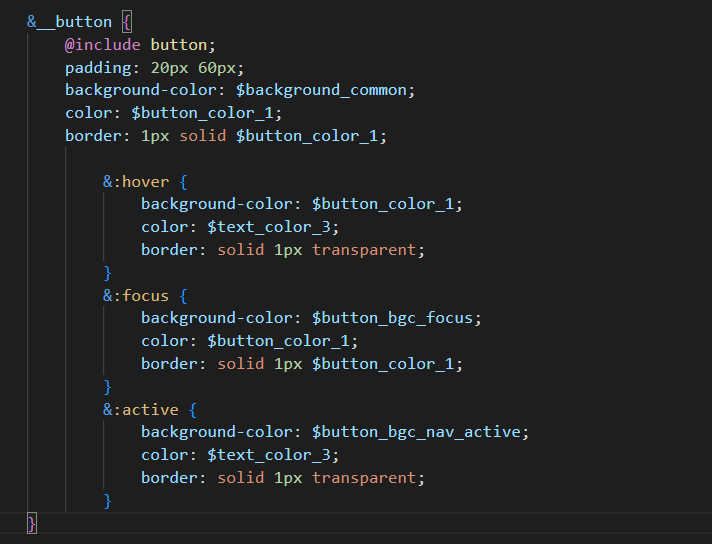 &__button {
    @include button;
    padding: 20px 60px;
    background-color: $background_common;
    color: $button_color_1;
    border: 1px solid $button_color_1;

        &:hover {
            background-color: $button_color_1;
            color: $text_color_3;
            border: solid 1px transparent;
        }
        &:focus {
            background-color: $button_bgc_focus;
            color: $button_color_1;
            border: solid 1px $button_color_1;
        }
        &:active {
            background-color: $button_bgc_nav_active;
            color: $text_color_3;
            border: solid 1px transparent;
        }
}